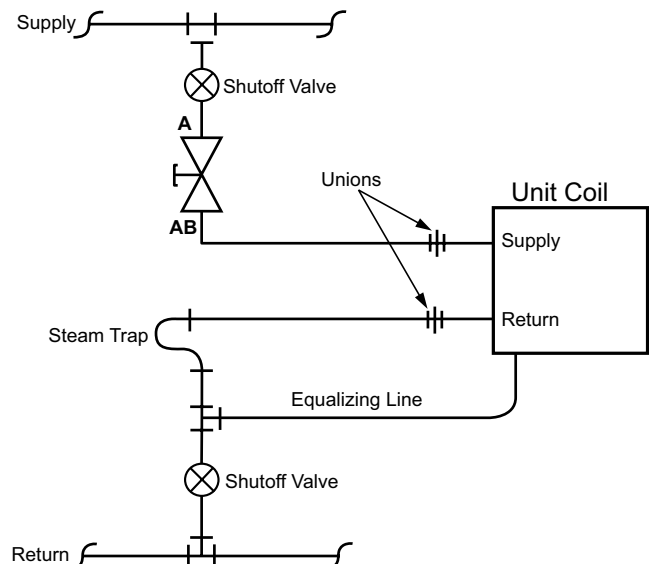 Supply
Shutoff Valve
A
Unions
Unit Coil
AB
Supply
Return
Steam Trap
Equalizing Line
Shutoff Valve
Return